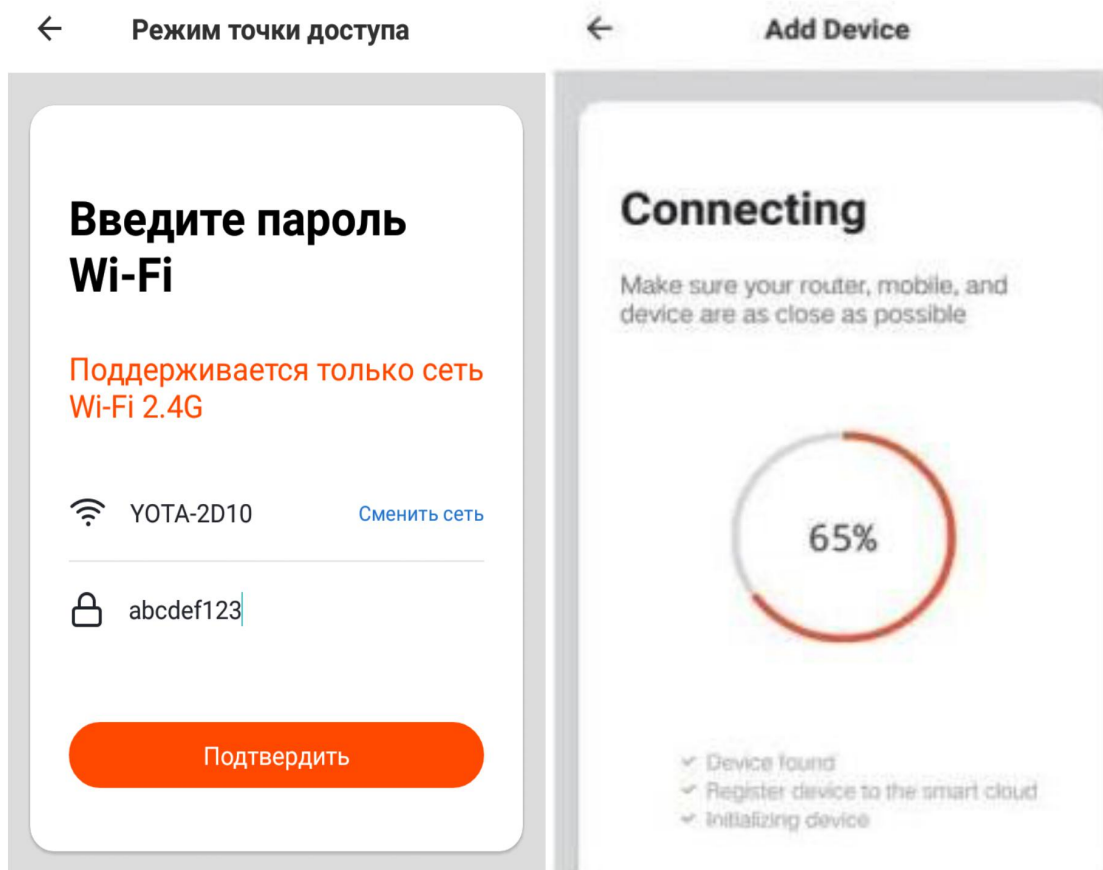 Режим точки доступа
Введите пароль
Wi-Fi
Поддерживается только сеть
Wi-Fi 2.4G
YOTA-2D10
Сменить сеть
abcdef123
Подтвердить
Add Device
Connecting
Make sure your router, mobile, and
device are as close as possible
65%
Device found
Register device to the smart cloud
Initializing device